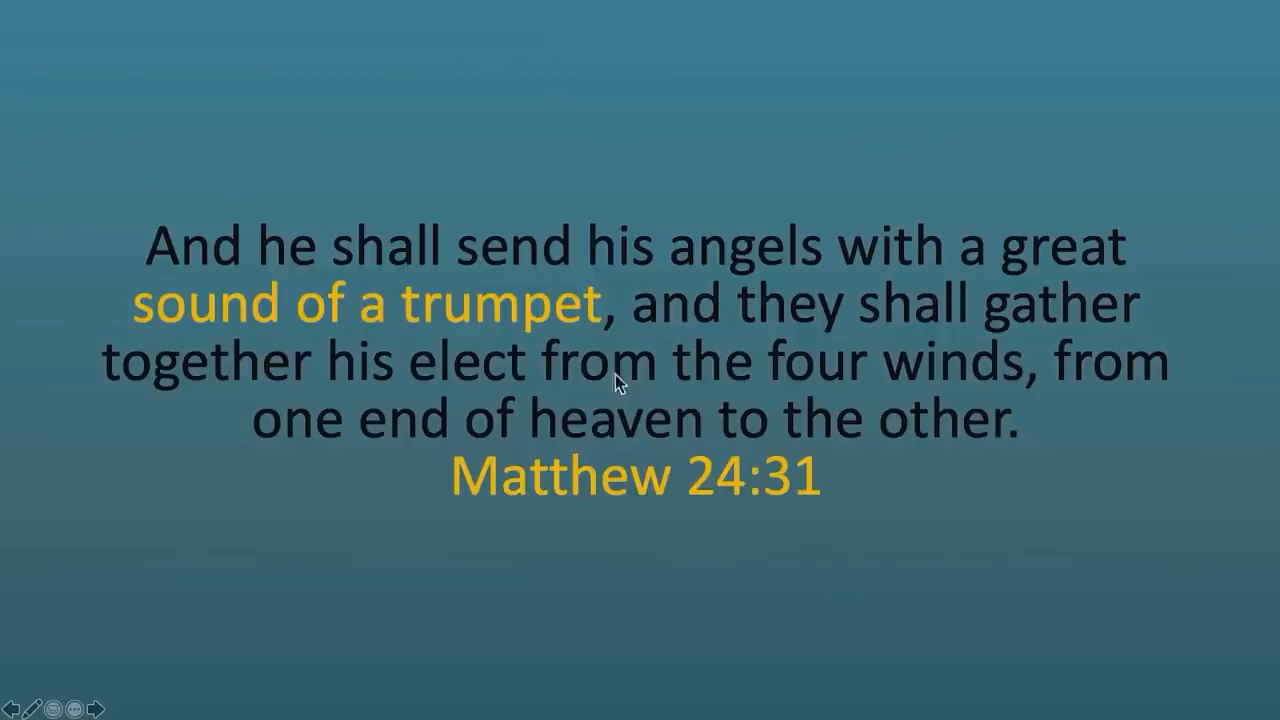 And he shall send his angels with a great
sound of a trumpet, and they shall gather
together his elect from the four winds, from
one end of heaven to the other.
Matthew 24:31